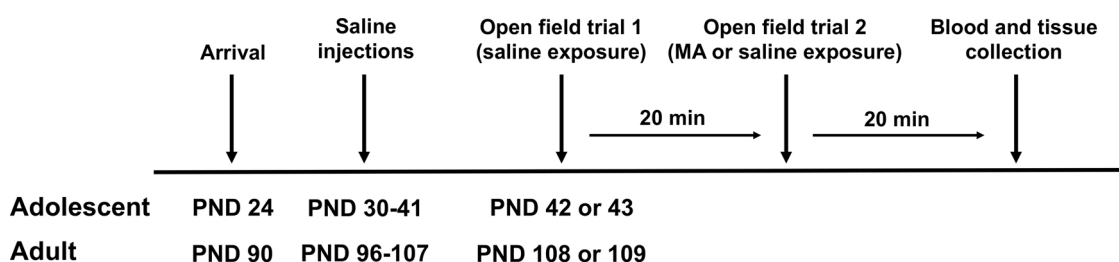 Arrival
Saline
injections
Open field trial 1
(saline exposure)
Open field trial 2
(MA or saline exposure)
Blood and tissue
collection
20 min
20 min
Adolescent PND 24 PND 30-41 PND 42 or 43
Adult PND 90 PND 96-107 PND 108 or 109